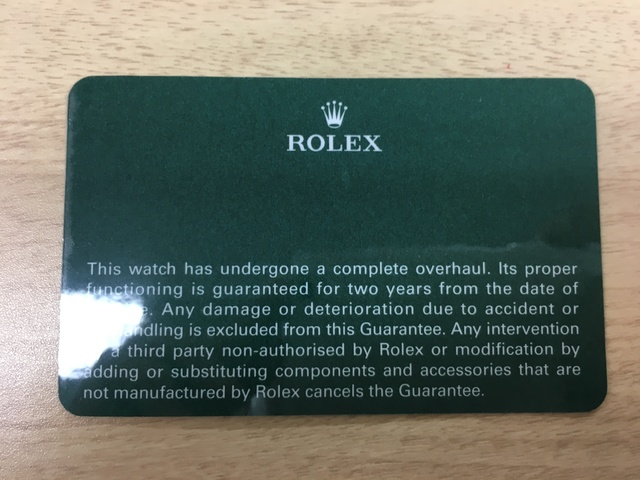 ROLEX
This watch has undergone a complete overhaul. Its proper
functioning is guaranteed for two years from the date of
Any damage or deterioration due to accident or
is excluded from this Guarantee. Any intervention
a third party non-authorised by Rolex or modification by
adding or substituting components and accessories that are
not manufactured by Rolex cancels the Guarantee.